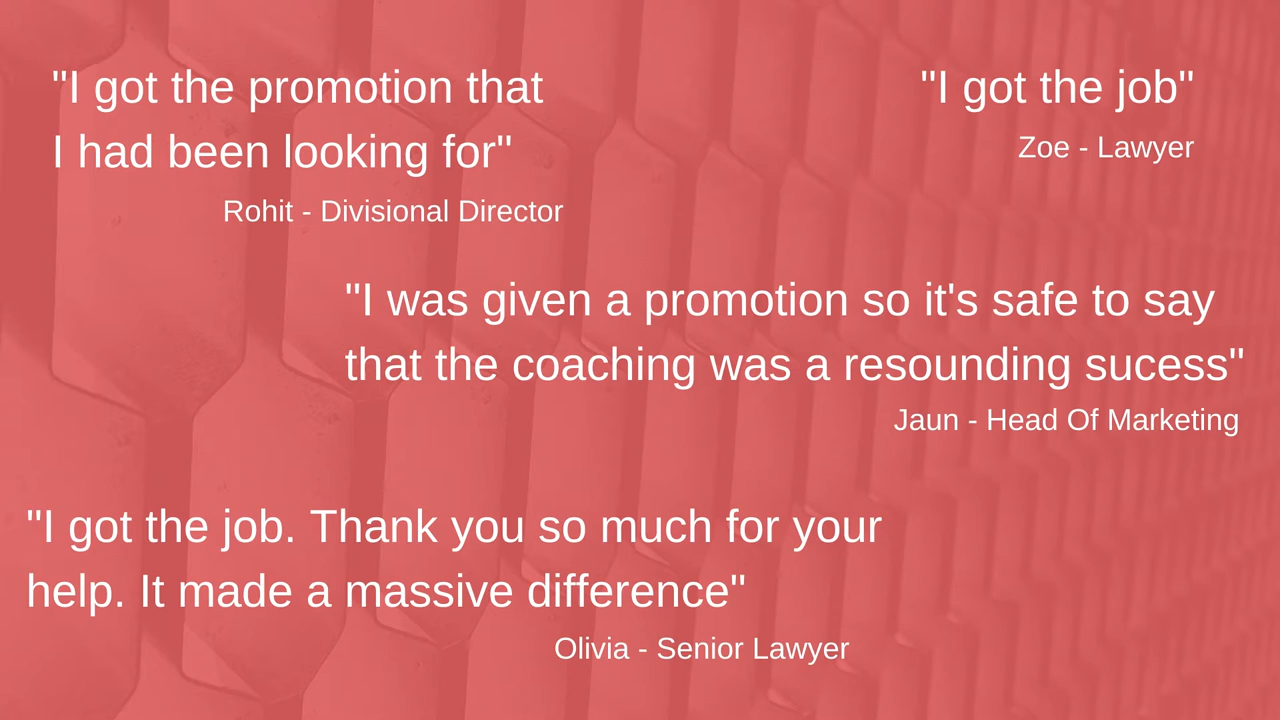 "I got the promotion that
I had been looking for"
Rohit - Divisional Director
"I got the job"
Zoe - Lawyer
"I was given a promotion so it's safe to say
that the coaching was a resounding sucess"
Jaun - Head Of Marketing
"I got the job. Thank you so much for your
help. It made a massive difference"
Olivia - Senior Lawyer